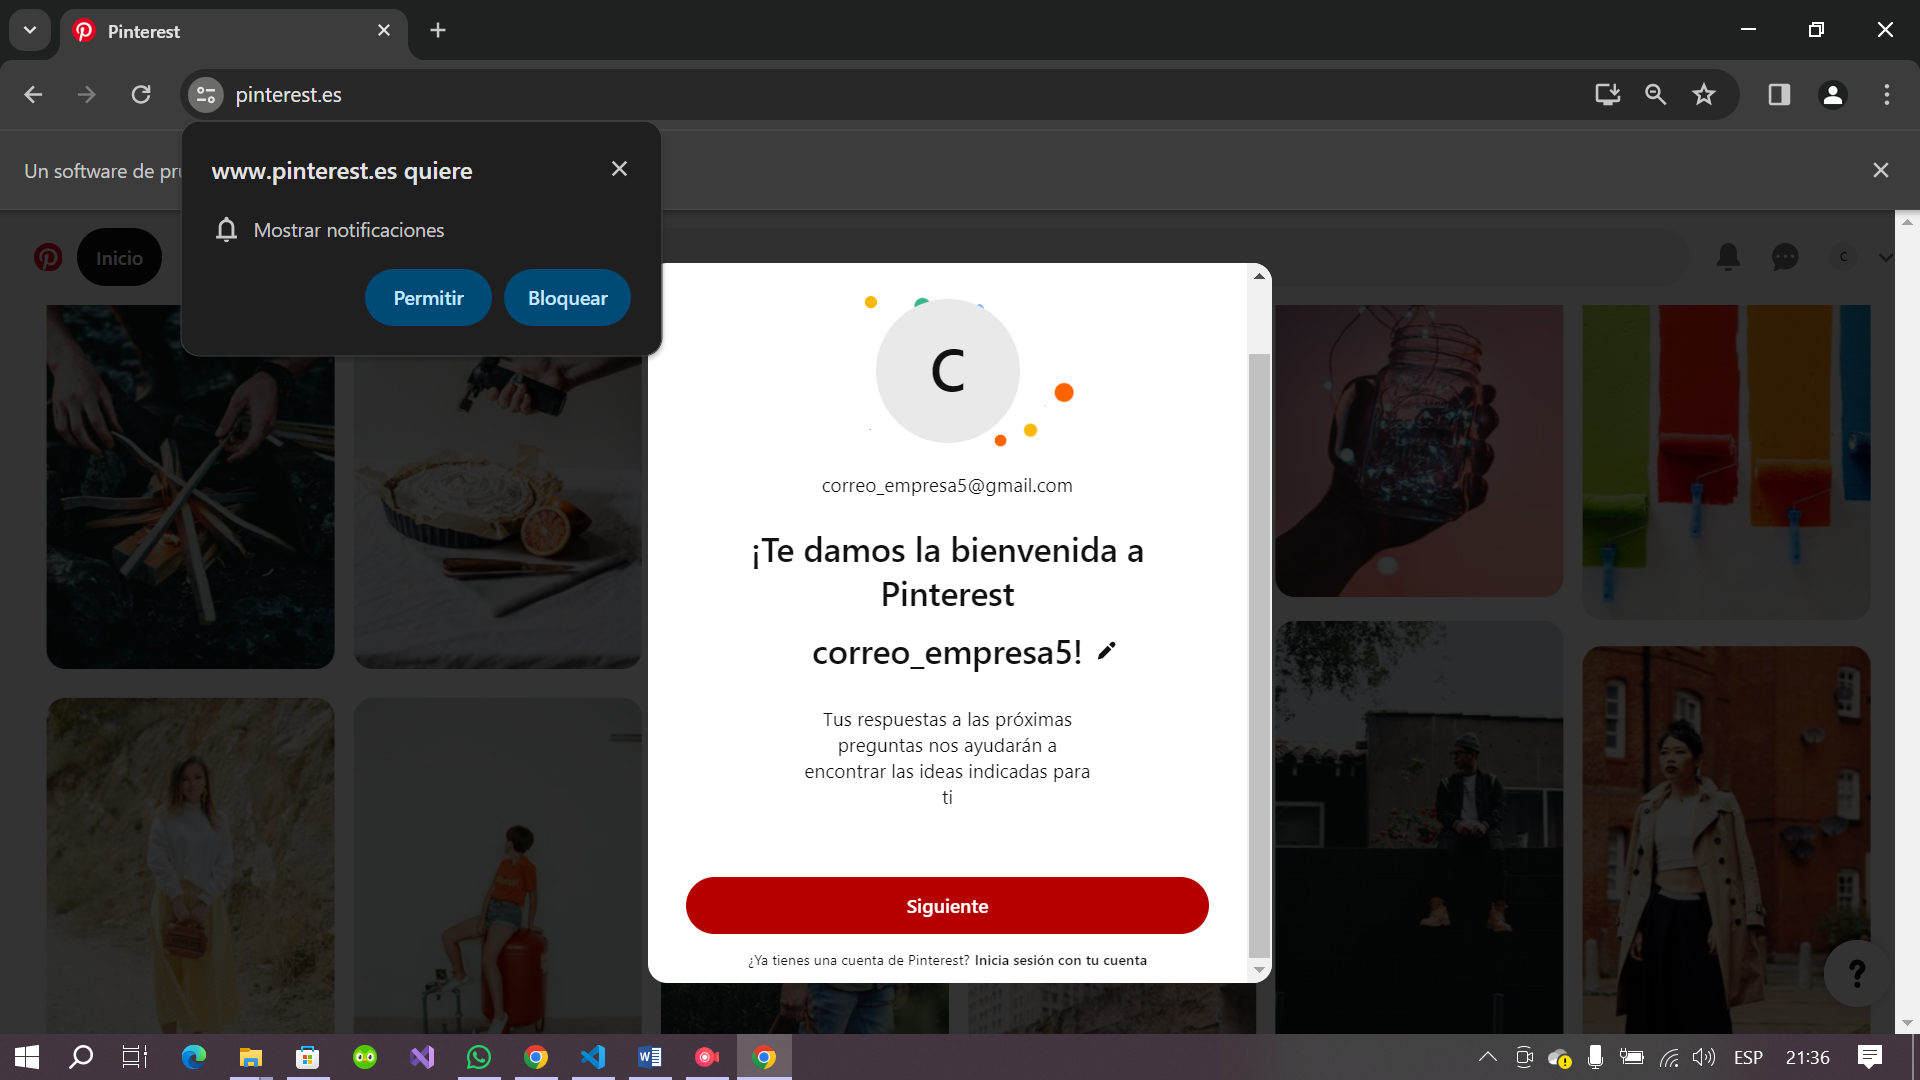 Pinterest
pinterest.es
Un software de pru
www.pinterest.es quiere
Mostrar notificaciones
Permitir
Bloquear
Inicio
C
C
correo_empresa5@gmail.com
¡Te damos la bienvenida a
Pinterest
correo_empresa5!
Tus respuestas a las próximas
preguntas nos ayudarán a
encontrar las ideas indicadas para
ti
Siguiente
¿Ya tienes una cuenta de Pinterest? Inicia sesión con tu cuenta
?
ESP
21:36